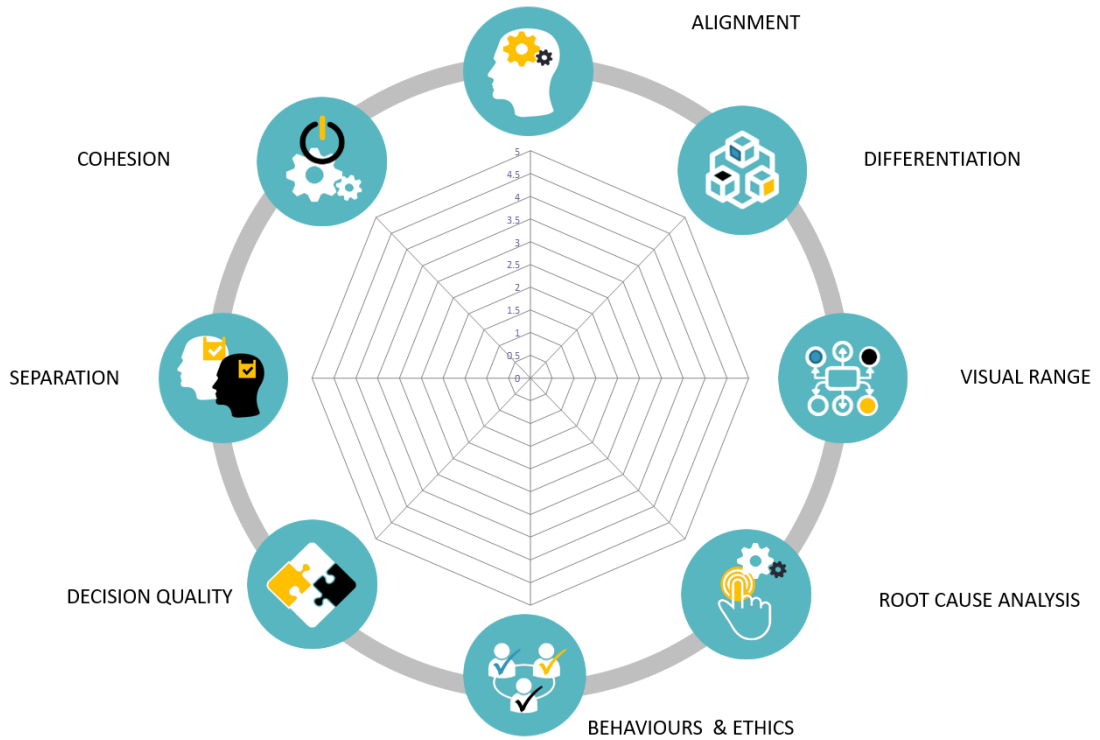 ALIGNMENT
COHESION
DIFFERENTIATION
5
4.5
4
3.5
3
2.5
2
1.5
1
0.5
0
SEPARATION
VISUAL RANGE
DECISION QUALITY
ROOT CAUSE ANALYSIS
BEHAVIOURS & ETHICS